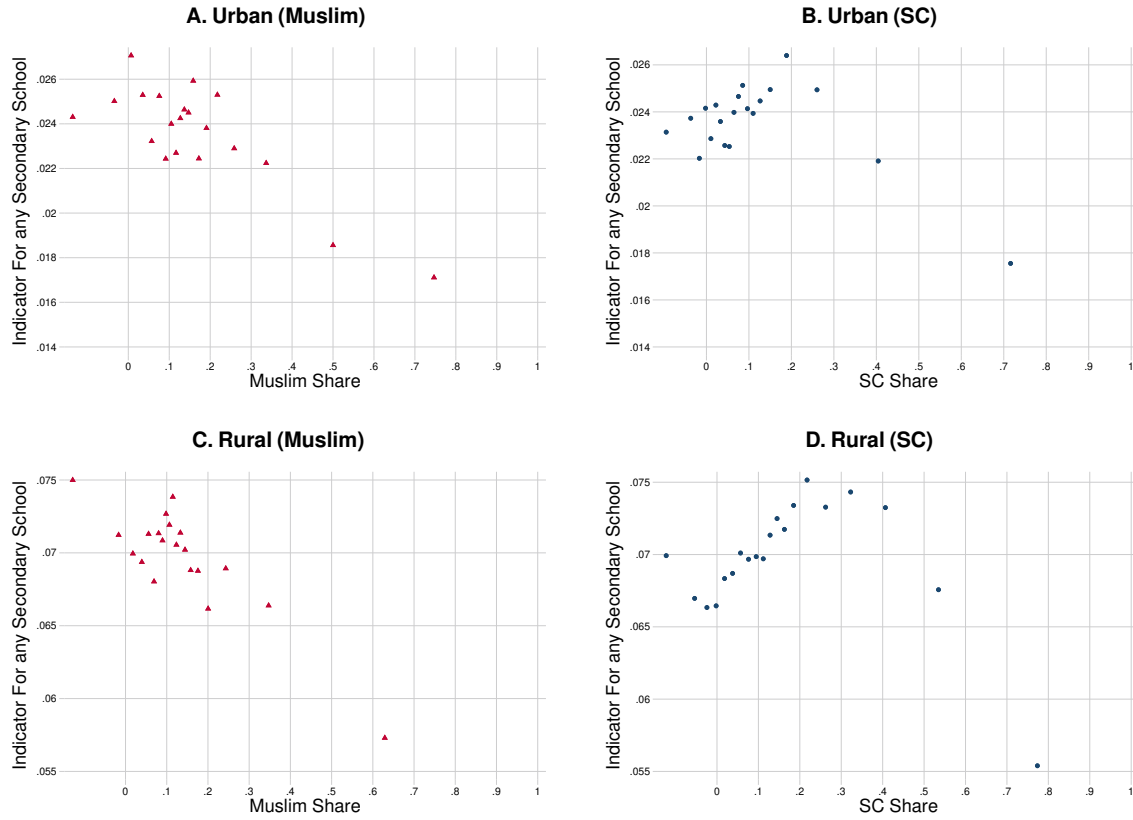 A. Urban (Muslim)
Indicator For any Secondary School
.026
.024
.022
.02
.018
.016
.014
0 .1 .2 .3 .4 .5 .6 .7 .8 .9 1
Muslim Share
B. Urban (SC)
Indicator For any Secondary School
.026
.024
.022
.02
.018
.016
.014
0 .1 .2 .3 .4 .5 .6 .7 .8 .9 1
SC Share
C. Rural (Muslim)
Indicator For any Secondary School
.075
.07
.065
.06
.055
0 .1 .2 .3 .4 .5 .6 .7 .8 .9 1
Muslim Share
D. Rural (SC)
Indicator For any Secondary School
.075
.07
.065
.06
.055
0 .1 .2 .3 .4 .5 .6 .7 .8 .9 1
SC Share